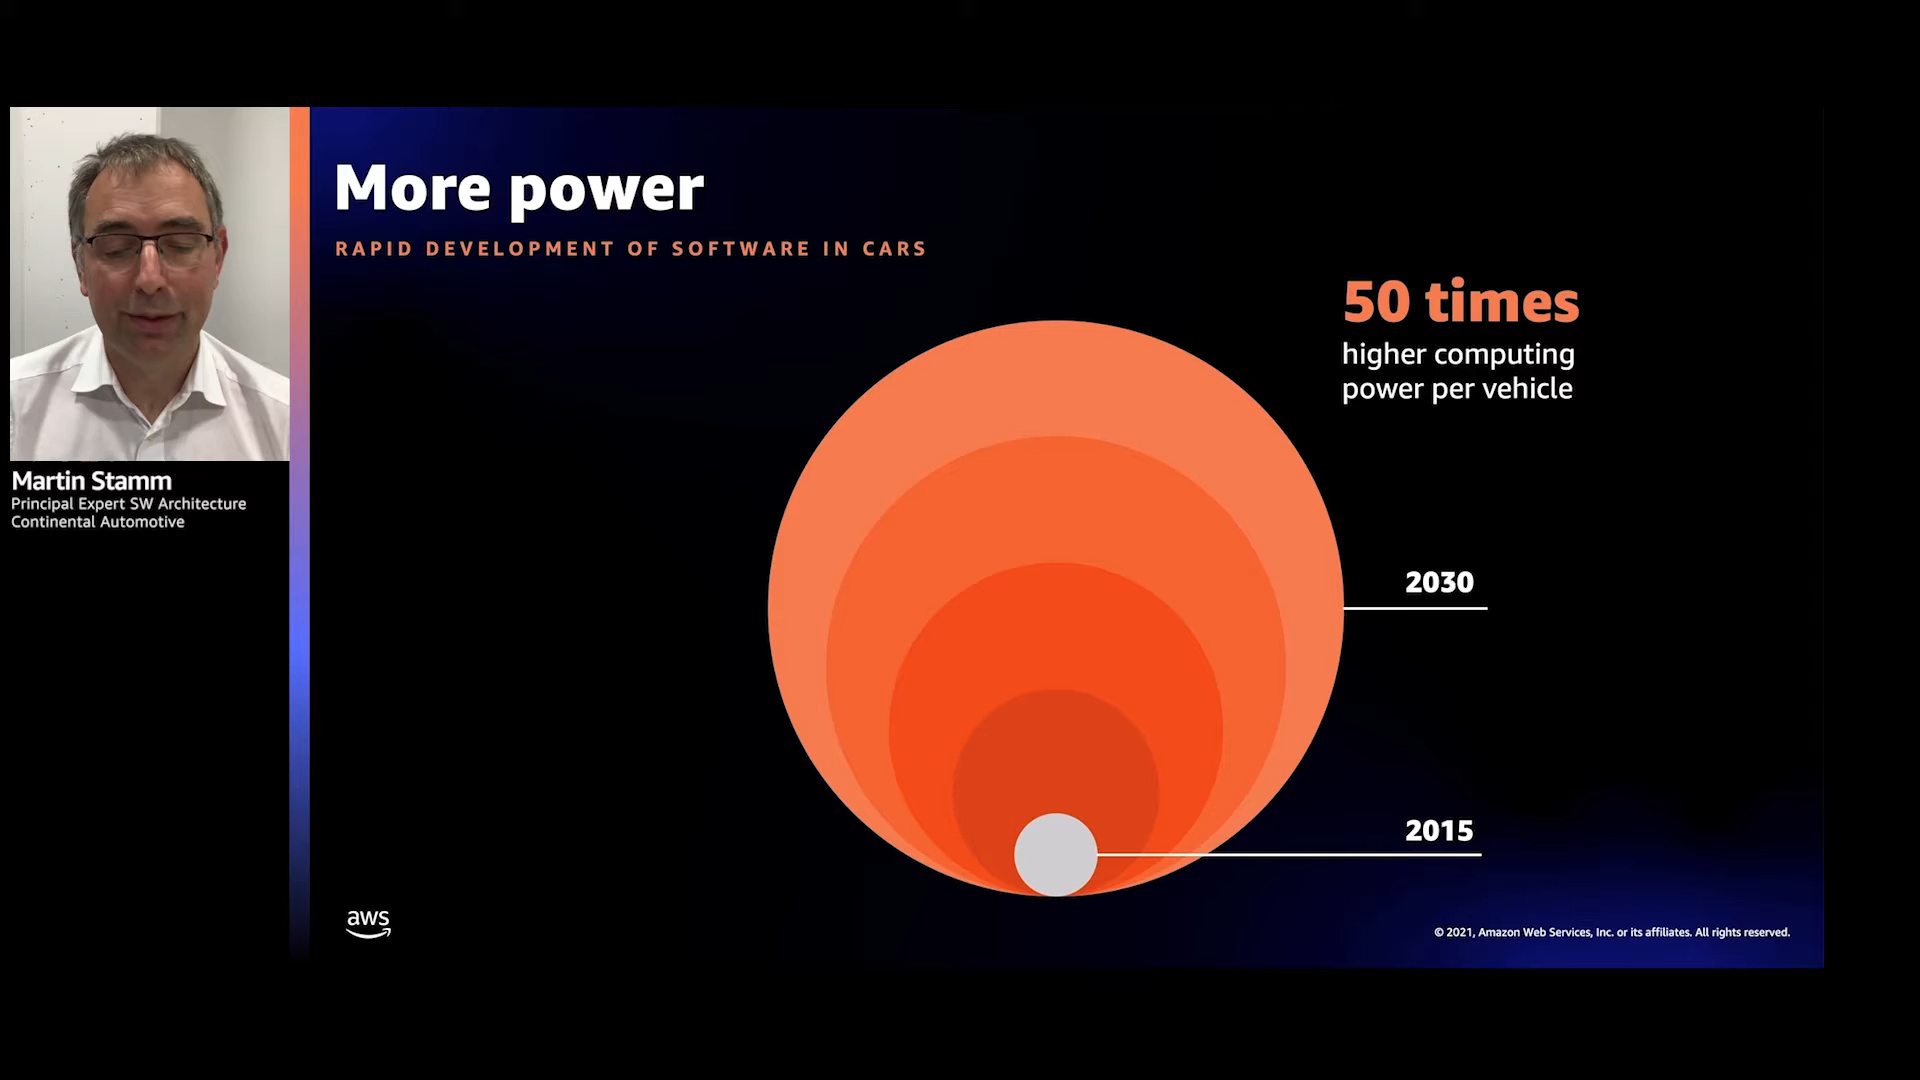 More power
RAPID DEVELOPMENT OF SOFTWARE IN CARS
50 times
higher computing
power per vehicle
2030
2015
Martin Stamm
Principal Expert SW Architecture
Continental Automotive
aws
© 2021, Amazon Web Services, Inc. or its affiliates. All rights reserved.